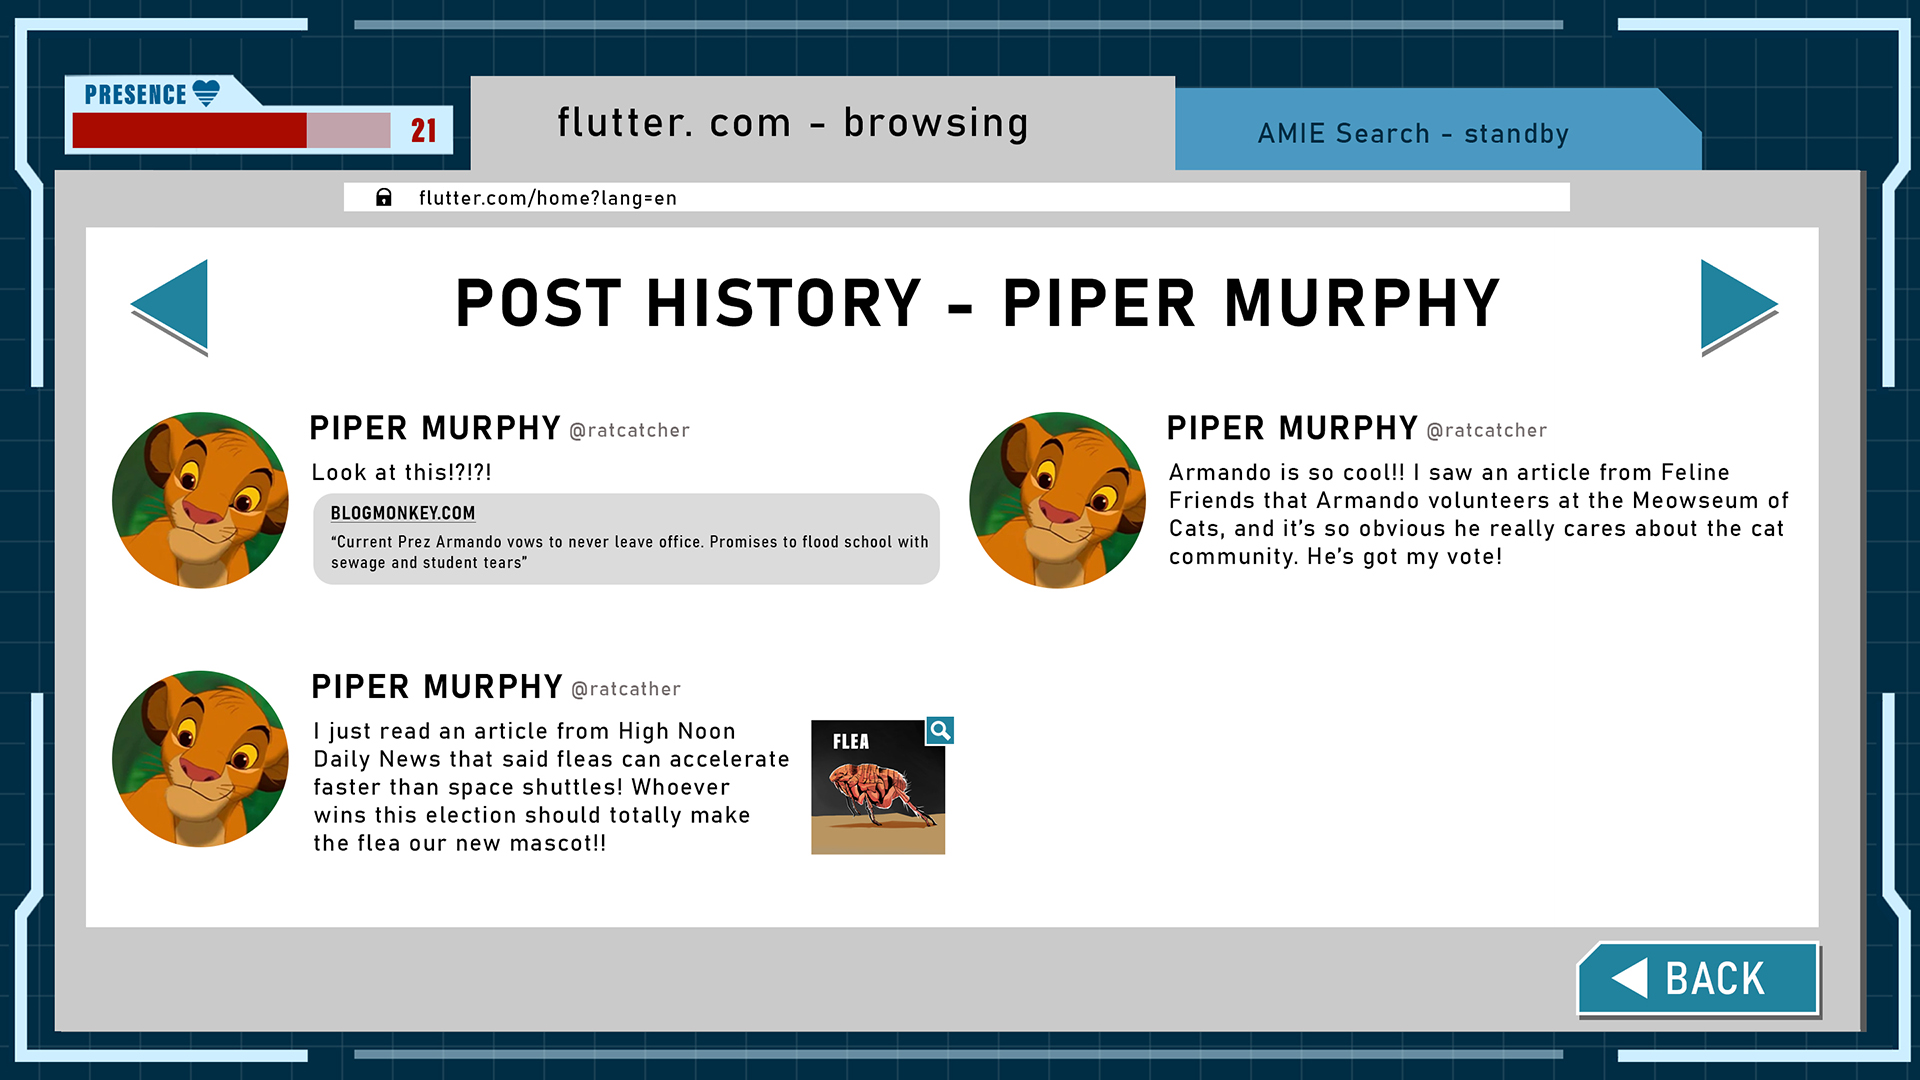 PRESENCE
21
flutter. com - browsing
AMIE Search - standby
flutter.com/home?lang=en
POST HISTORY - PIPER MURPHY
PIPER MURPHY @ratcatcher
Look at this!?!?!
BLOGMONKEY.COM
“Current Prez Armando vows to never leave office. Promises to flood school with
sewage and student tears”
PIPER MURPHY @ratcatcher
Armando is so cool!! I saw an article from Feline
Friends that Armando volunteers at the Meowseum of
Cats, and it’s so obvious he really cares about the cat
community. He’s got my vote!
PIPER MURPHY @ratcather
I just read an article from High Noon
Daily News that said fleas can accelerate
faster than space shuttles! Whoever
wins this election should totally make
the flea our new mascot!!
FLEA
BACK